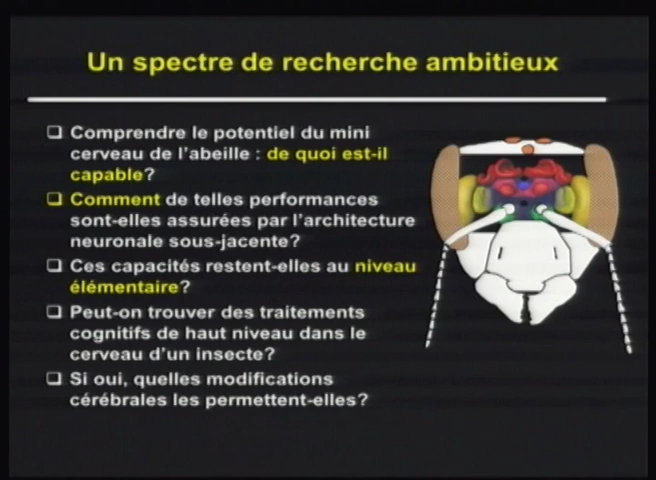 Un spectre de recherche ambitieux
❑ Comprendre le potentiel du mini
cerveau de l'abeille : de quoi est-il
capable?
❑ Comment de telles performances
sont-elles assurées par l'architecture
neuronale sous-jacente?
❑ Ces capacités restent-elles au niveau
élémentaire?
❑ Peut-on trouver des traitements
cognitifs de haut niveau dans le
cerveau d'un insecte?
❑ Si oui, quelles modifications
cérébrales les permettent-elles?